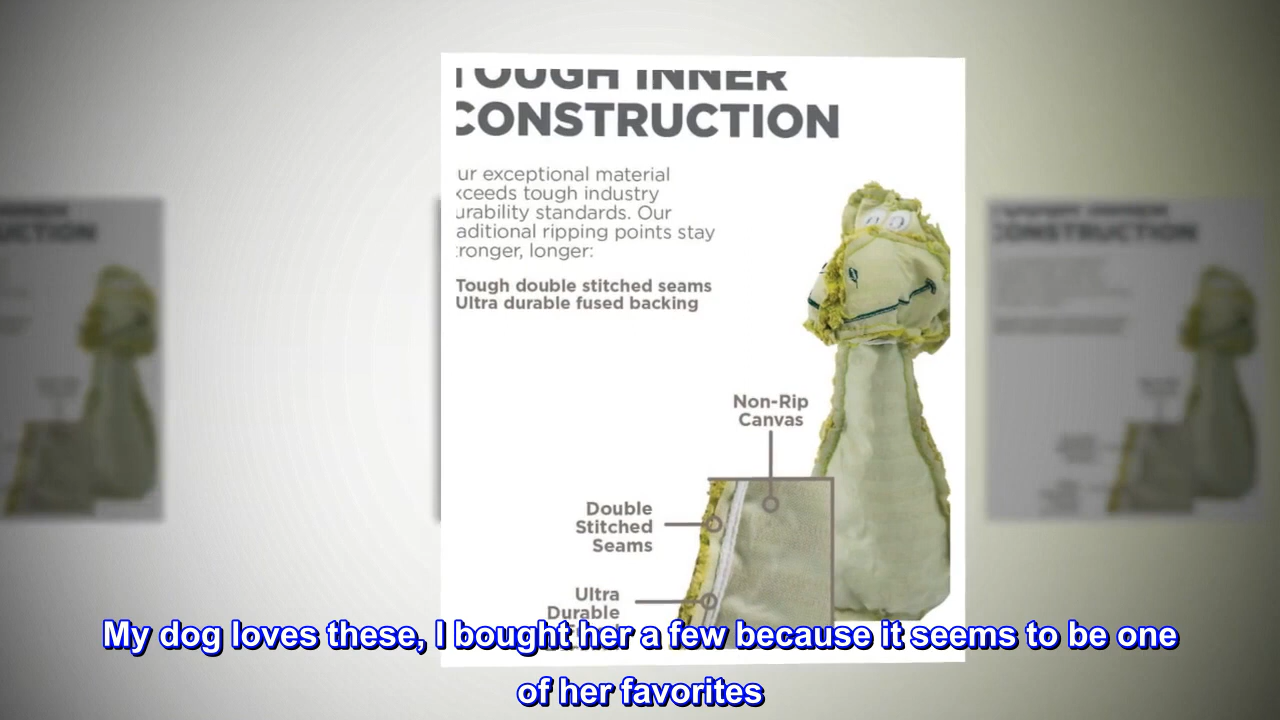 TOUGH INNER
CONSTRUCTION
ur exceptional material
xceeds tough industry
urability standards. Our
aditional ripping points stay
ronger, longer:
Tough double stitched seams
Ultra durable fused backing
Non-Rip
Canvas
Double
Stitched
Seams
Ultra
Durable
My dog loves these, I bought her a few because it seems to be one
of her favorites